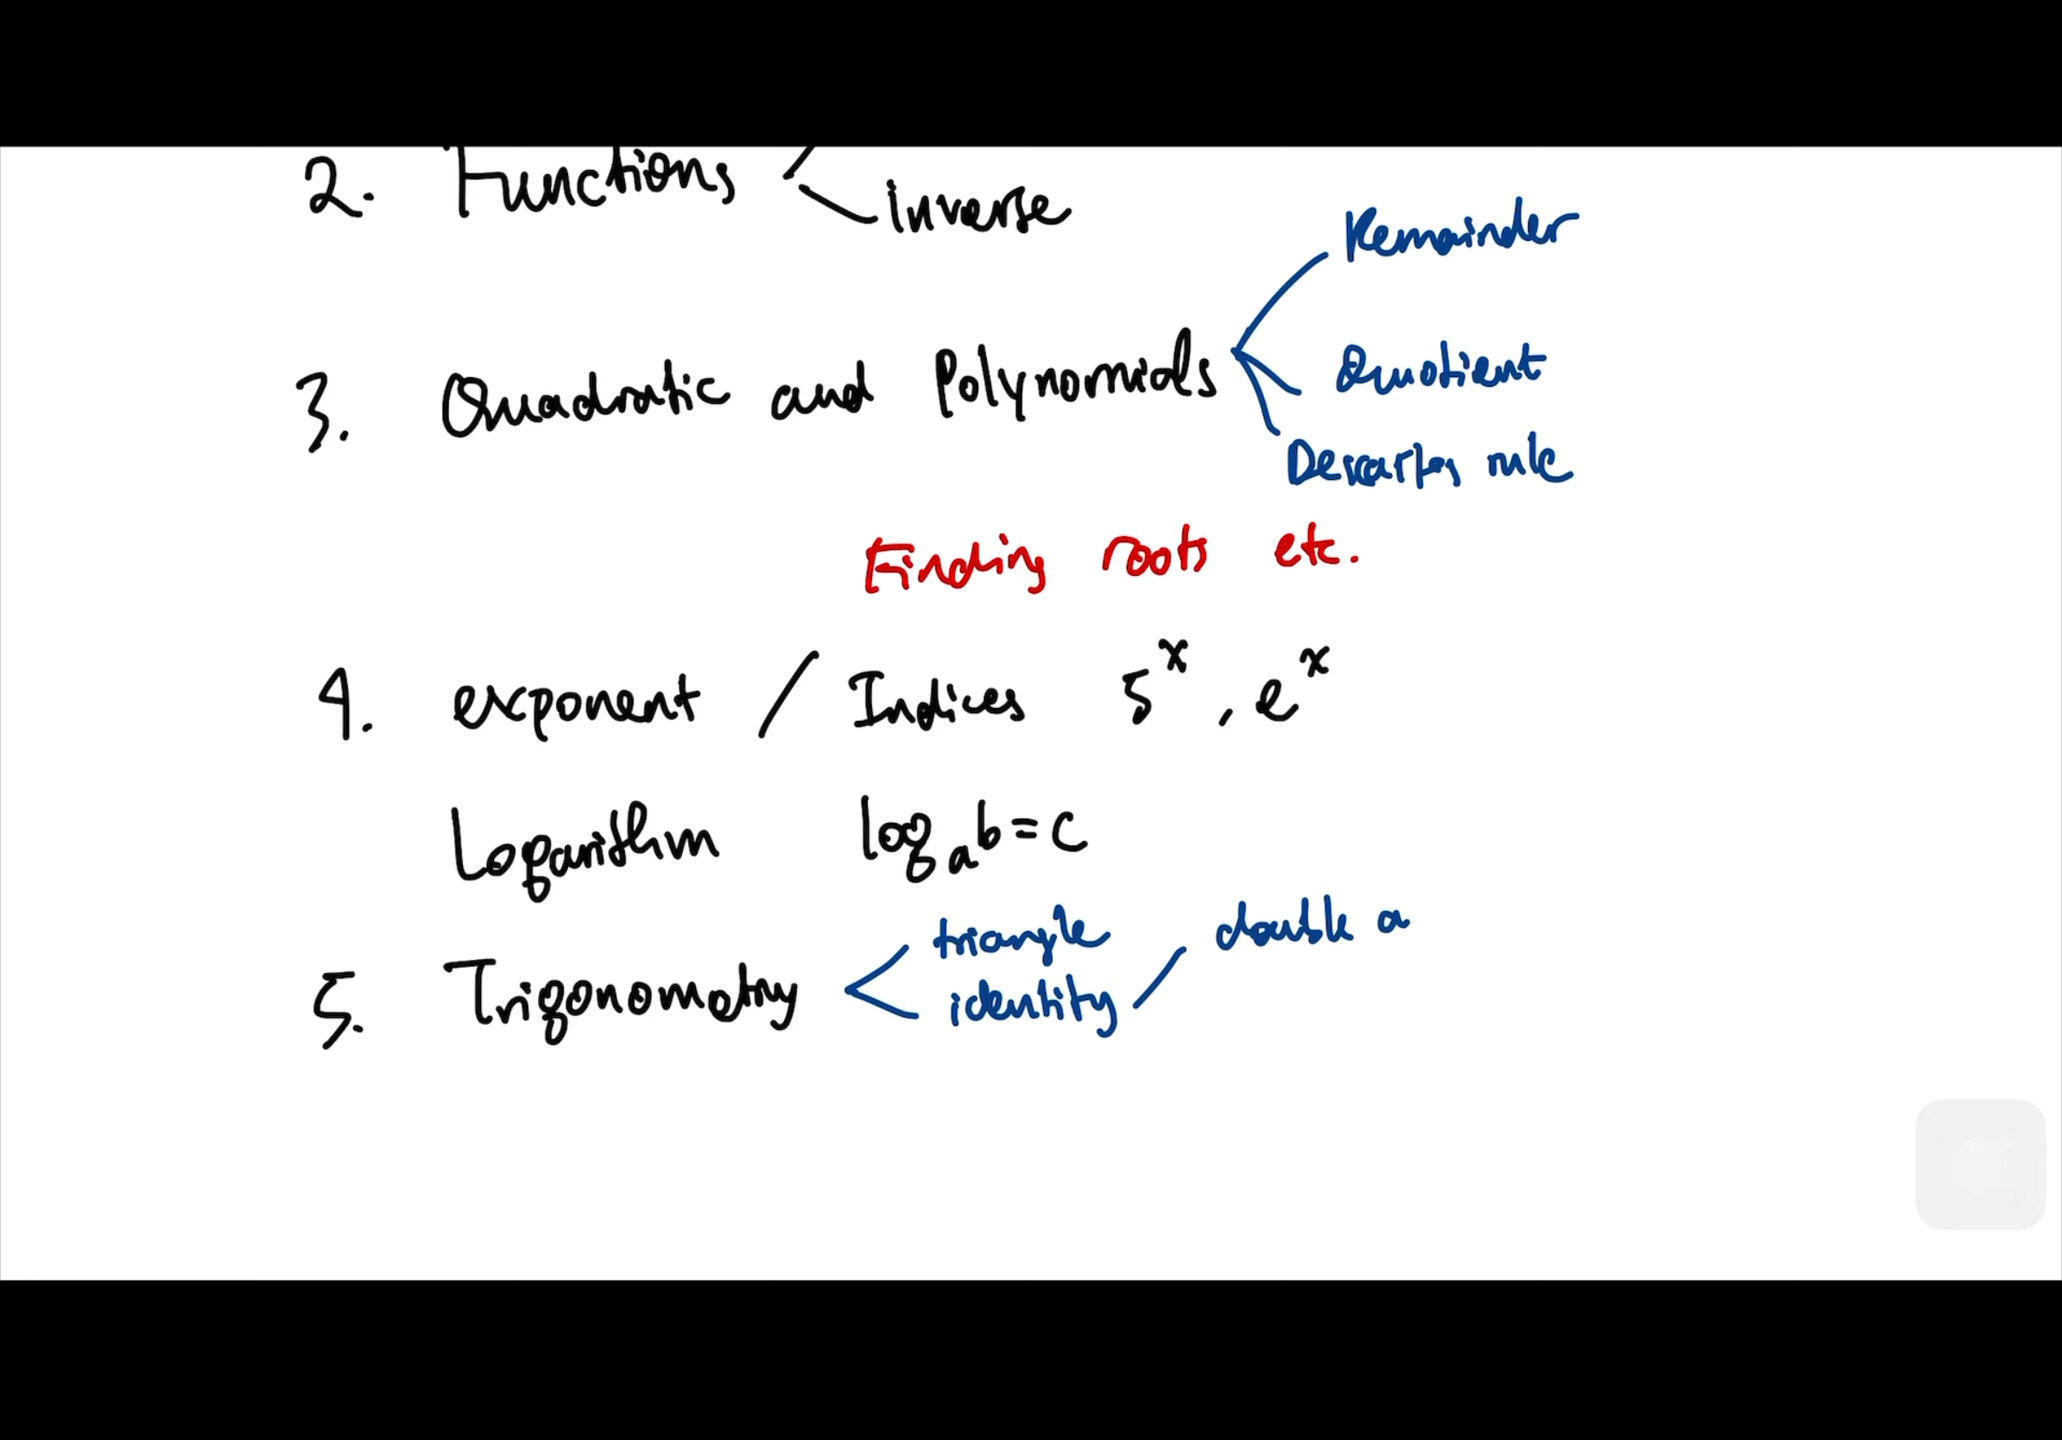 2. Functions
inverse
Remainder
3. Quadratic and Polynomials
Quotient
Descartes rule
Finding roots etc.
4. exponent / Indices 5^x, e^x
Logarithm log_a b = c
triangle
double a
5. Trigonometry
identity